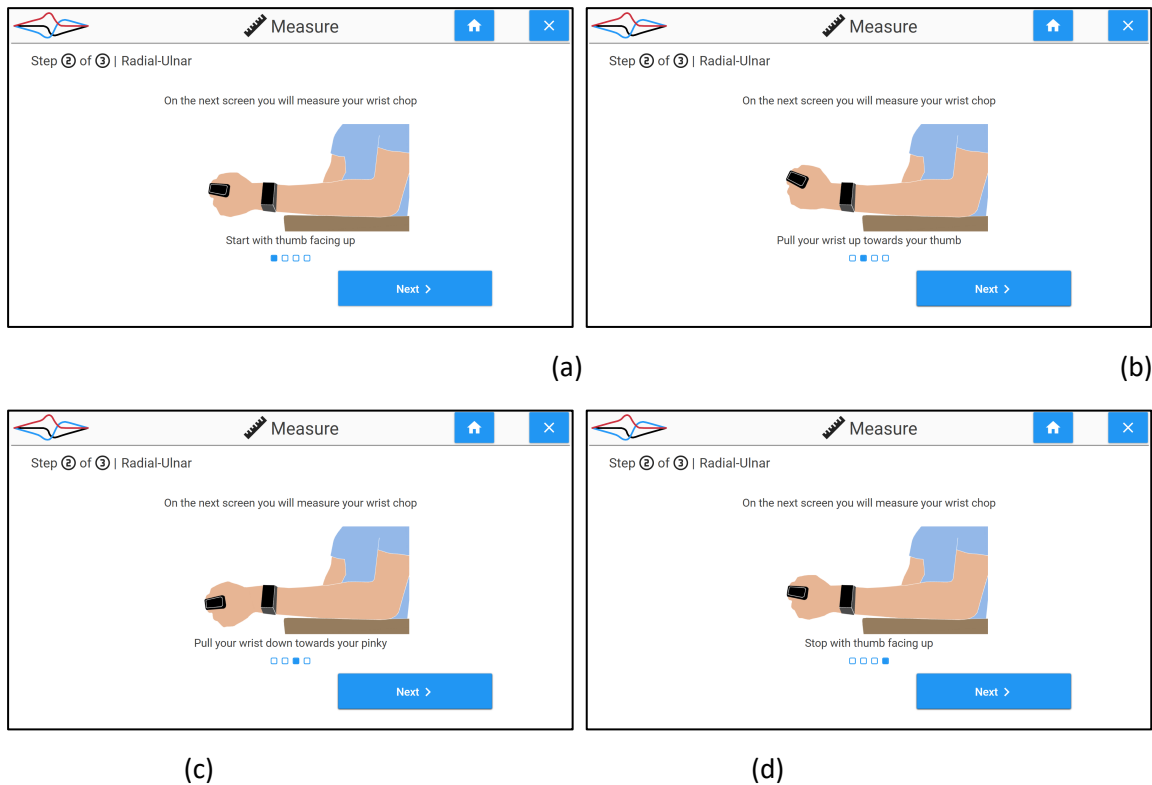 Measure
Step 2 of 3 | Radial-Ulnar
On the next screen you will measure your wrist chop
Start with thumb facing up
Next >
(a)
Measure
Step 2 of 3 | Radial-Ulnar
On the next screen you will measure your wrist chop
Pull your wrist up towards your thumb
Next >
(b)
Measure
Step 2 of 3 | Radial-Ulnar
On the next screen you will measure your wrist chop
Pull your wrist down towards your pinky
Next >
(c)
Measure
Step 2 of 3 | Radial-Ulnar
On the next screen you will measure your wrist chop
Stop with thumb facing up
Next >
(d)